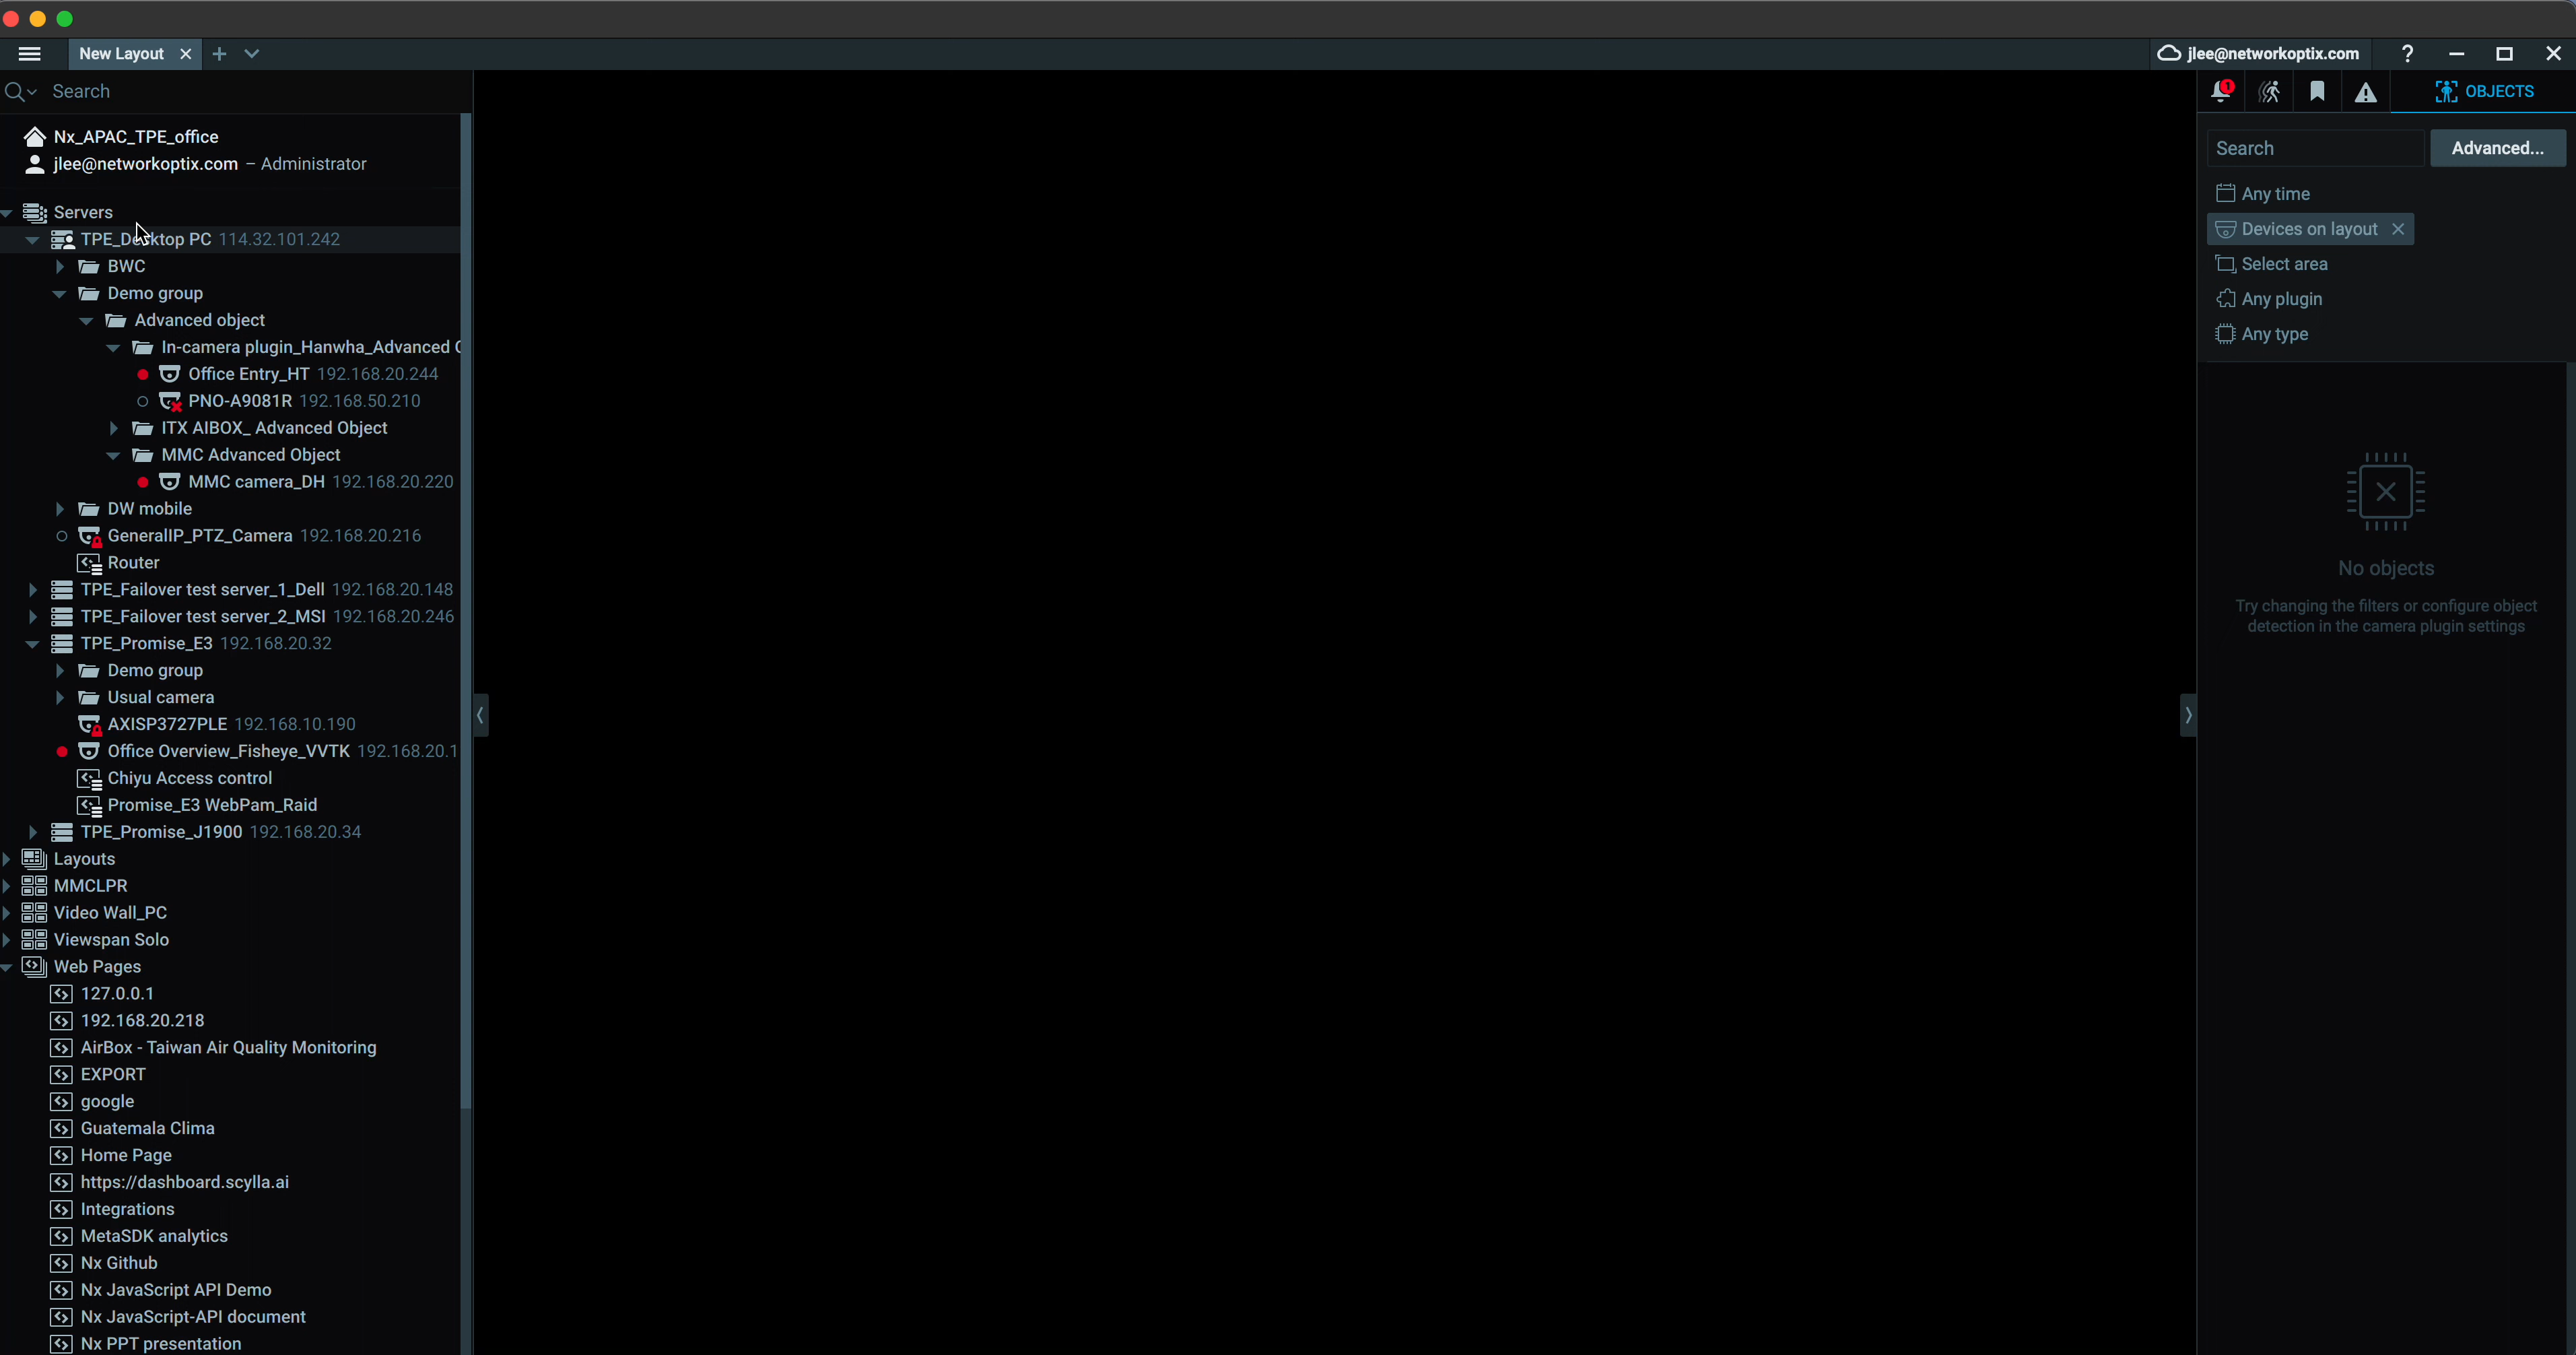 New Layout
jlee@networkoptix.com
?
Search
Nx_APAC_TPE_office
jlee@networkoptix.com – Administrator
Servers
TPE_Desktop PC 114.32.101.242
BWC
Demo group
Advanced object
In-camera plugin_Hanwha_Advanced
Office Entry_HT 192.168.20.244
PNO-A9081R 192.168.50.210
ITX AIBOX_ Advanced Object
MMC Advanced Object
MMC camera_DH 192.168.20.220
DW mobile
GeneralIP_PTZ_Camera 192.168.20.216
Router
TPE_Failover test server_1_Dell 192.168.20.148
TPE_Failover test server_2_MSI 192.168.20.246
TPE_Promise_E3 192.168.20.32
Demo group
Usual camera
AXISP3727PLE 192.168.10.190
Office Overview_Fisheye_VVTK 192.168.20.1
Chiyu Access control
Promise_E3 WebPam_Raid
TPE_Promise_J1900 192.168.20.34
Layouts
MMCLPR
Video Wall_PC
Viewspan Solo
Web Pages
127.0.0.1
192.168.20.218
AirBox - Taiwan Air Quality Monitoring
EXPORT
google
Guatemala Clima
Home Page
https://dashboard.scylla.ai
Integrations
MetaSDK analytics
Nx Github
Nx JavaScript API Demo
Nx JavaScript-API document
Nx PPT presentation
1
OBJECTS
Search
Advanced...
Any time
Devices on layout
Select area
Any plugin
Any type
No objects
Try changing the filters or configure object
detection in the camera plugin settings